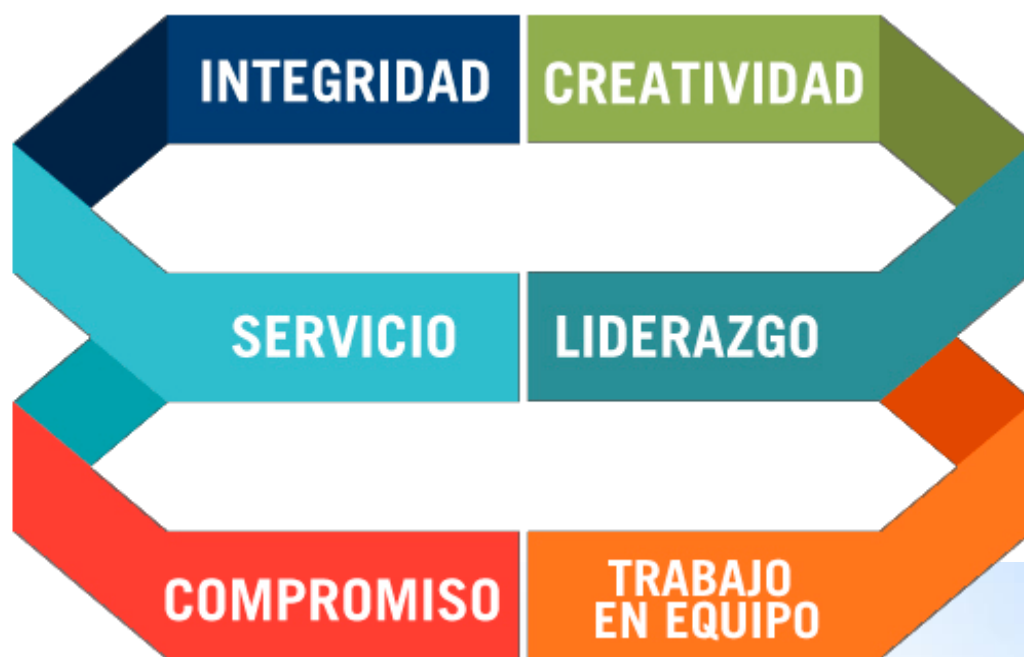 INTEGRIDAD
CREATIVIDAD
SERVICIO
LIDERAZGO
COMPROMISO
TRABAJO
EN EQUIPO